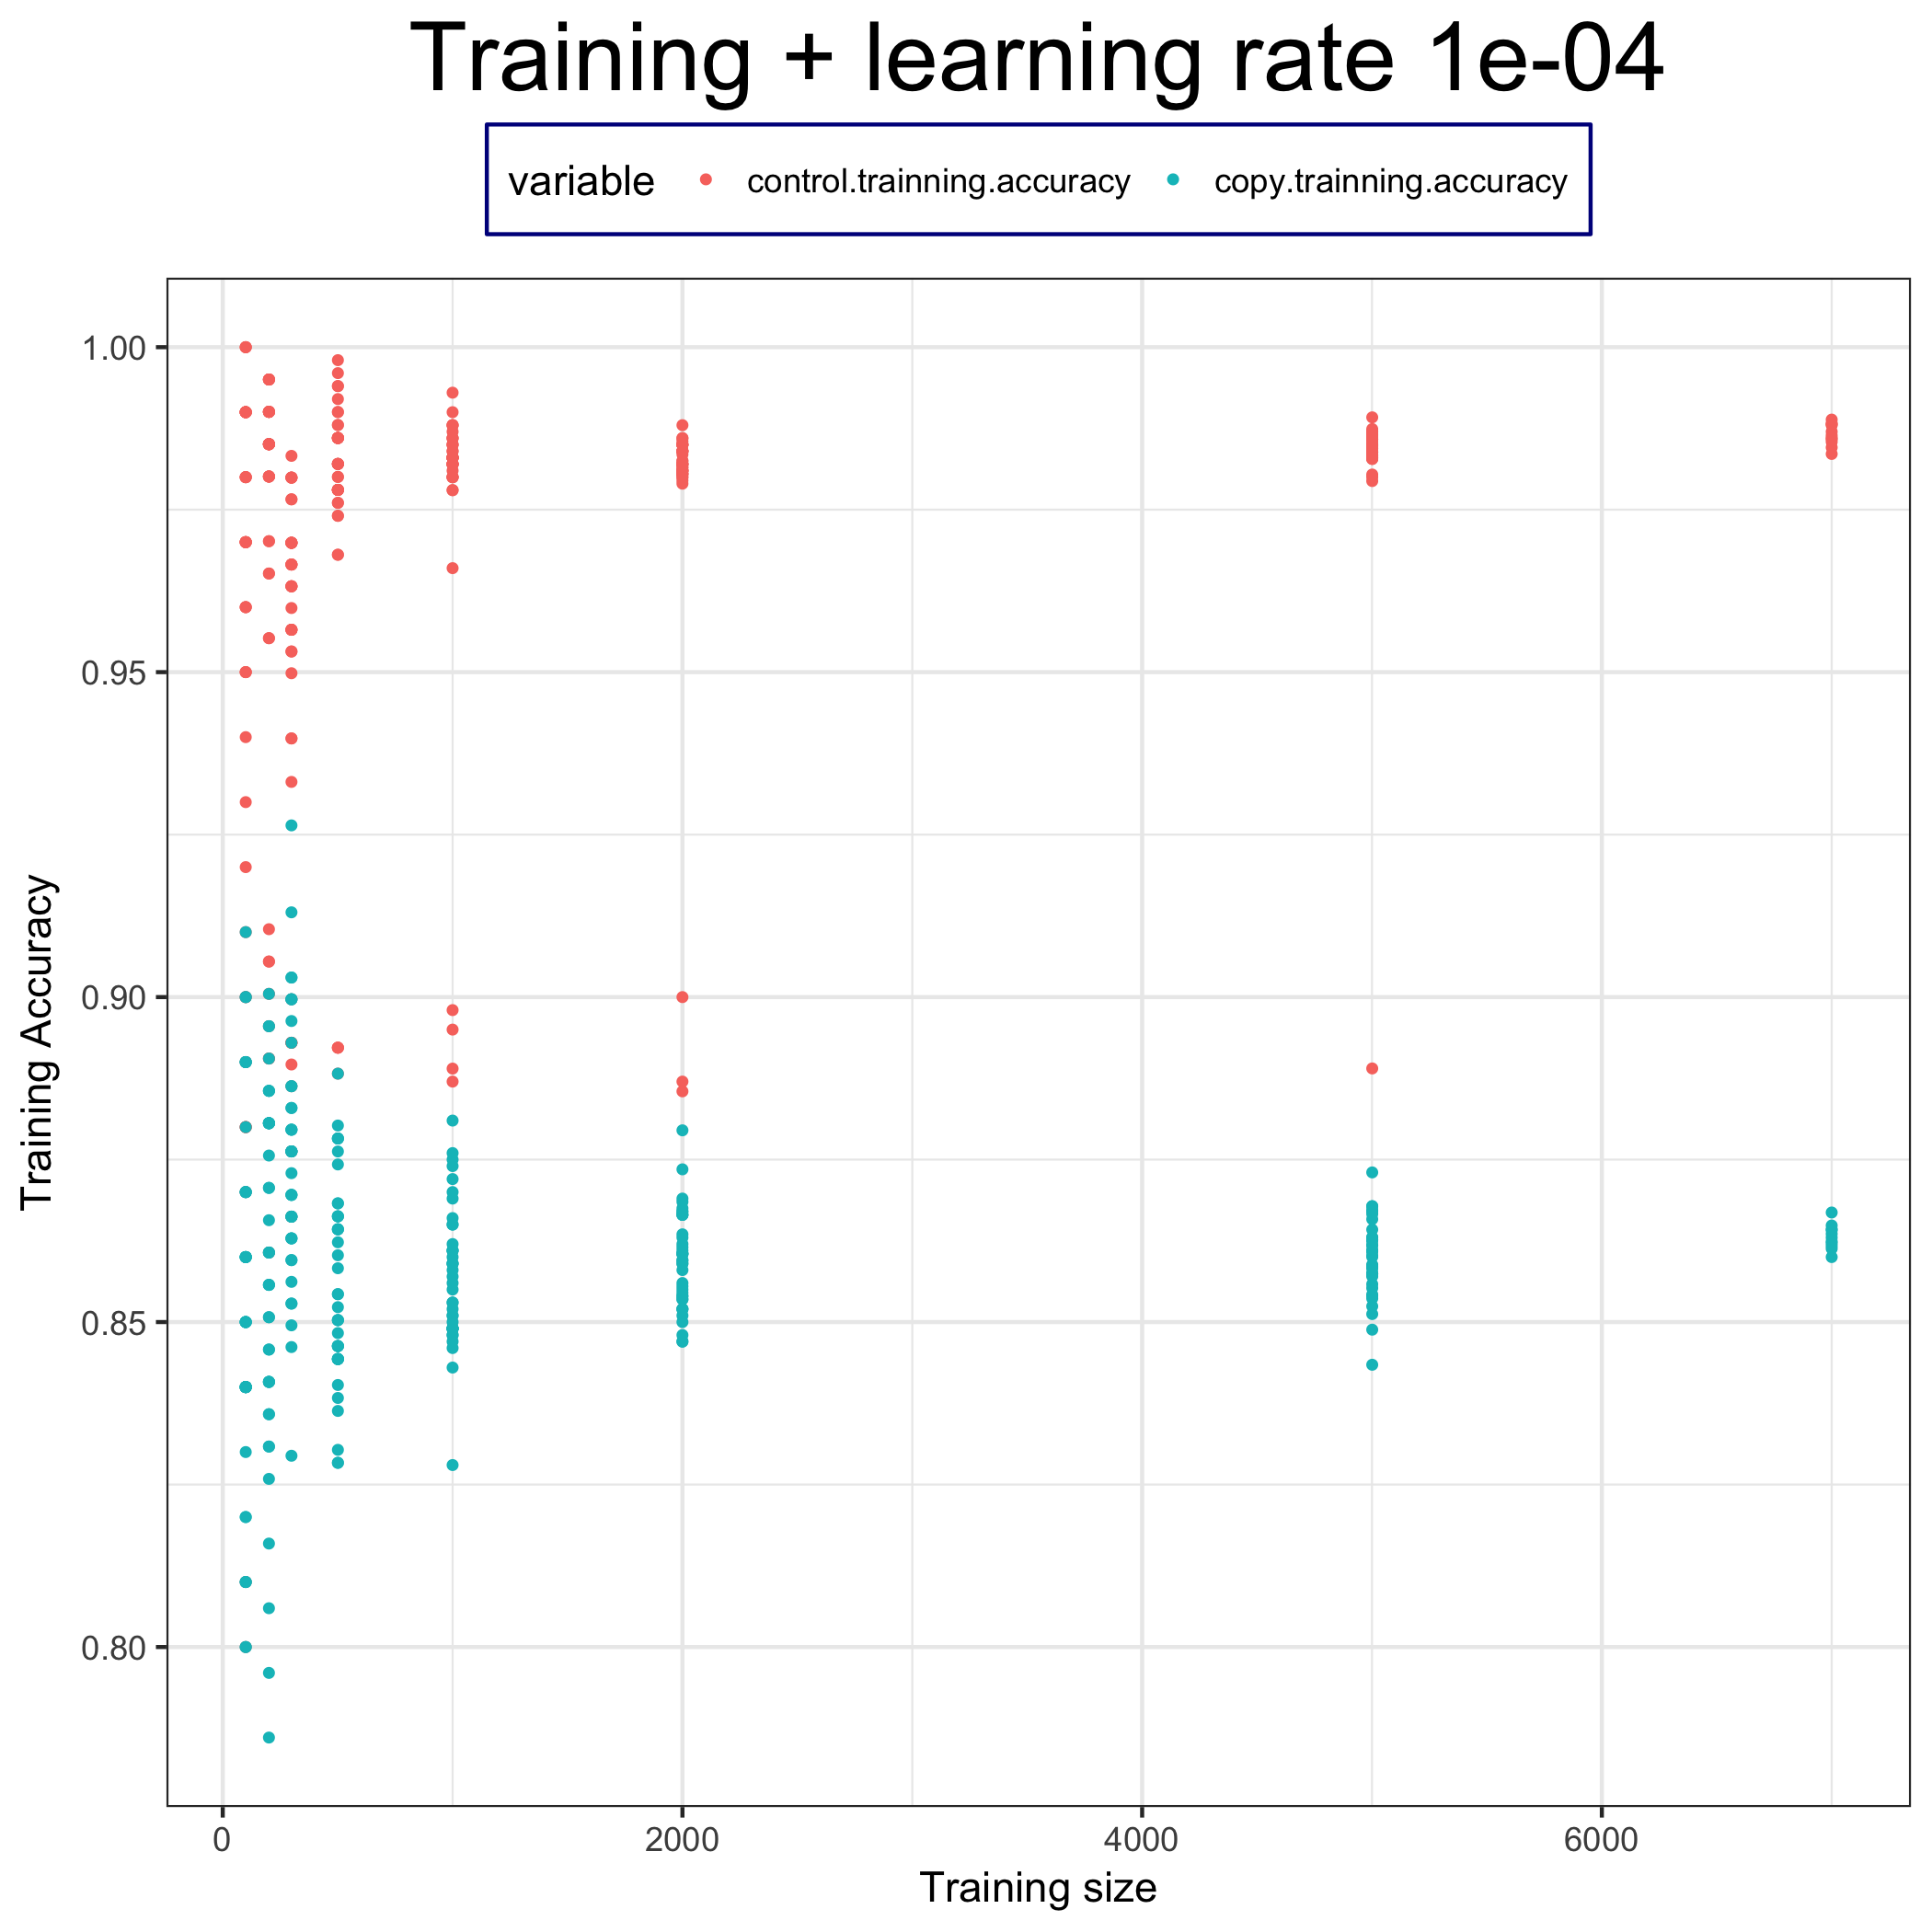 Training + learning rate 1e-04
variable control.trainning.accuracy copy.trainning.accuracy
Training Accuracy
1.00
0.95
0.90
0.85
0.80
0 2000 4000 6000
Training size